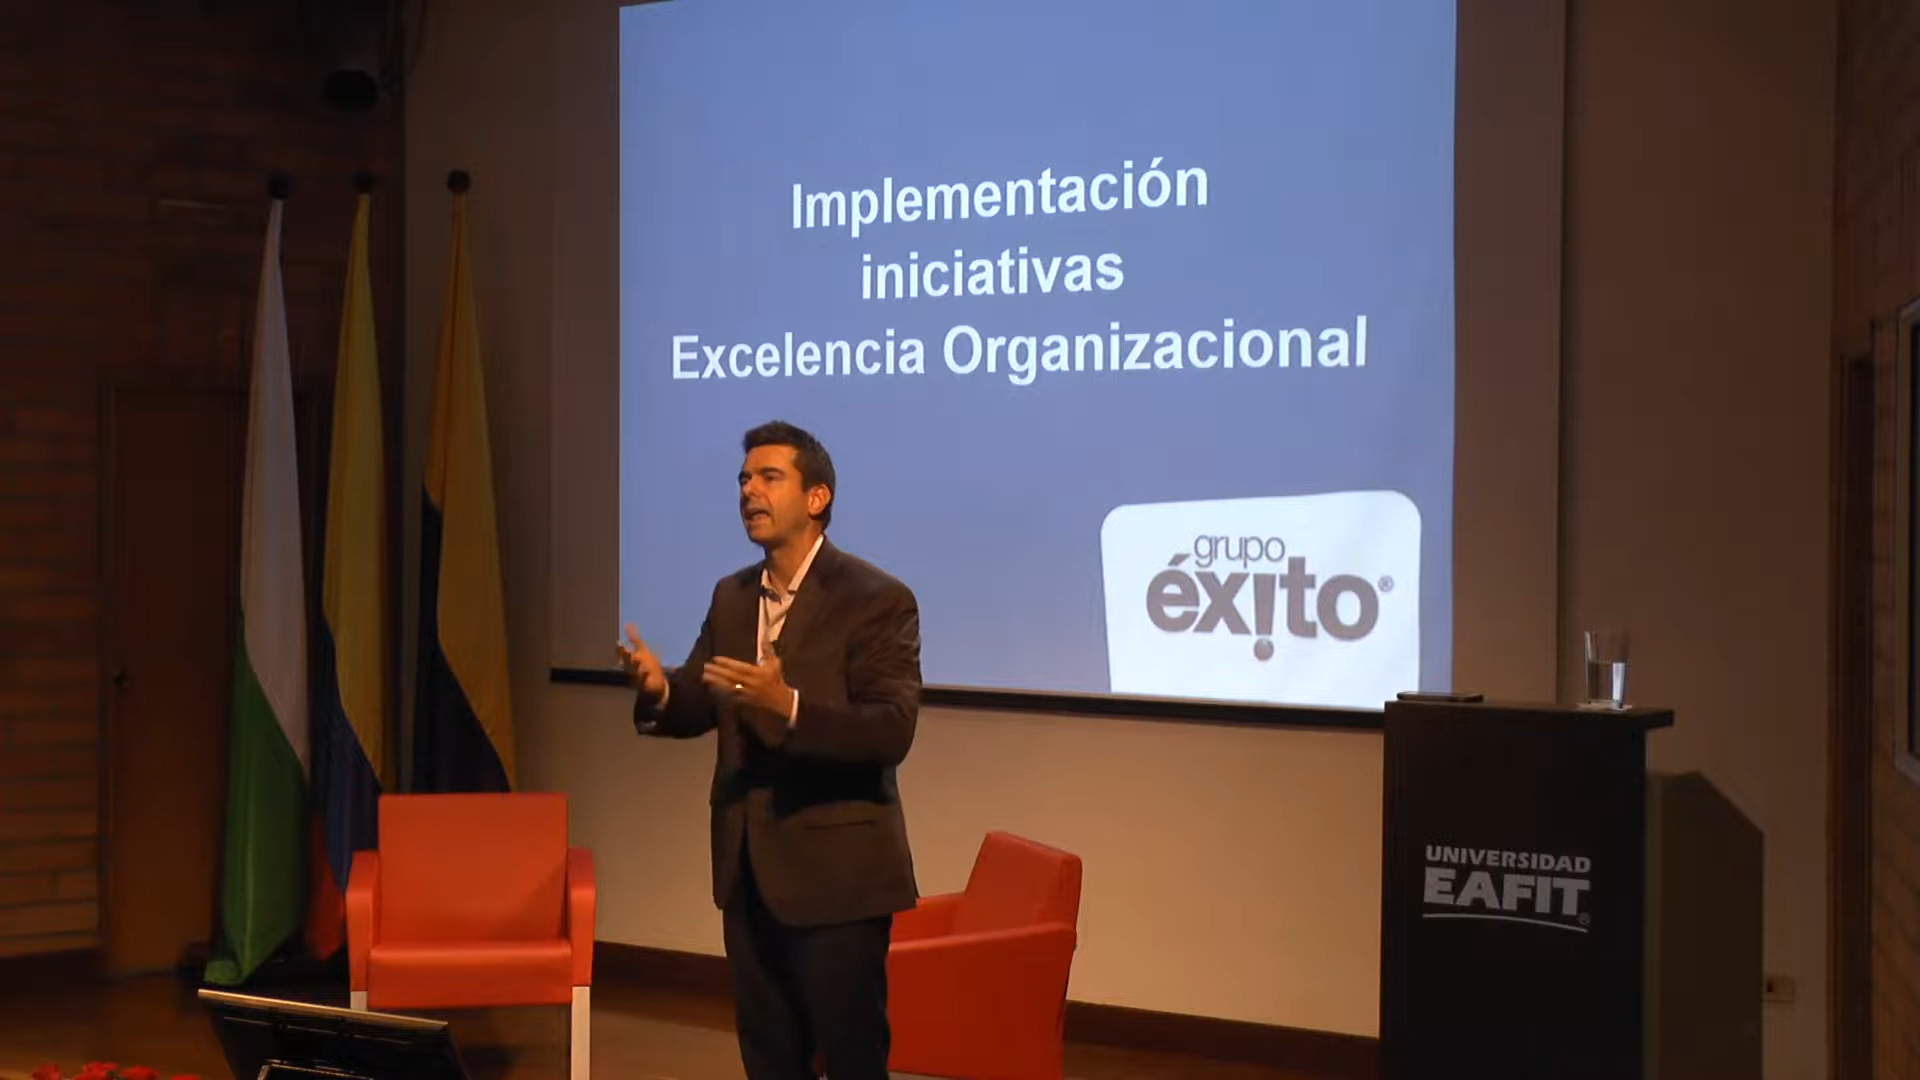 Implementación
iniciativas
Excelencia Organizacional
grupo
éxito®
UNIVERSIDAD
EAFIT®